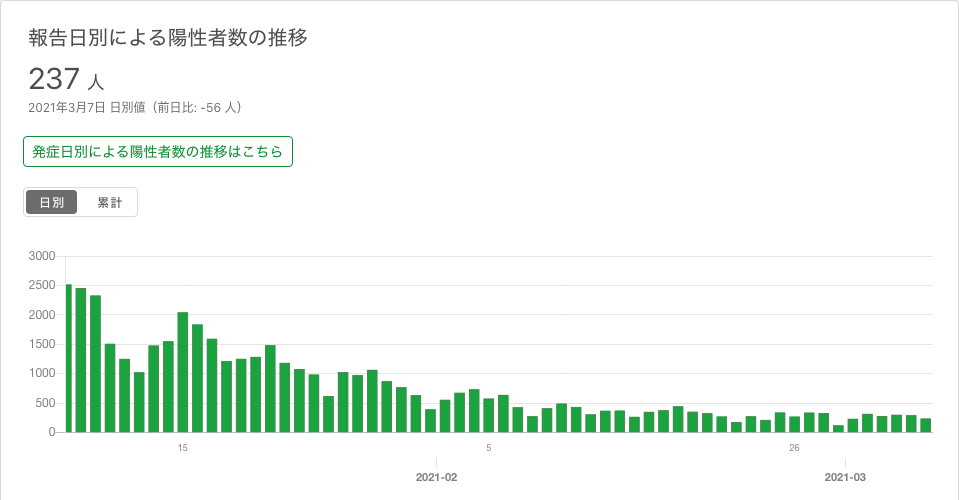 報告日別による陽性者数の推移
237 人
2021年3月7日 日別値（前日比: -56 人）
発症日別による陽性者数の推移はこちら
日別 累計
3000
2500
2000
1500
1000
500
0
15 5 26
2021-02 2021-03